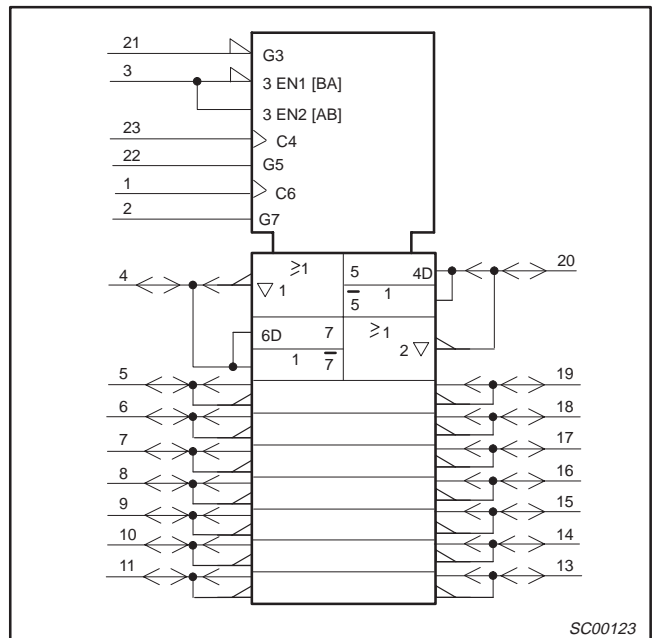 21 G3
3 3 EN1 [BA]
3 EN2 [AB]
23 C4
22 G5
1 C6
2 G7
4 ≥1 5 4D 20
▽ 1 5̅ 1
6D 7 ≥1
1 7̅ 2 ▽
5 19
6 18
7 17
8 16
9 15
10 14
11 13
SC00123